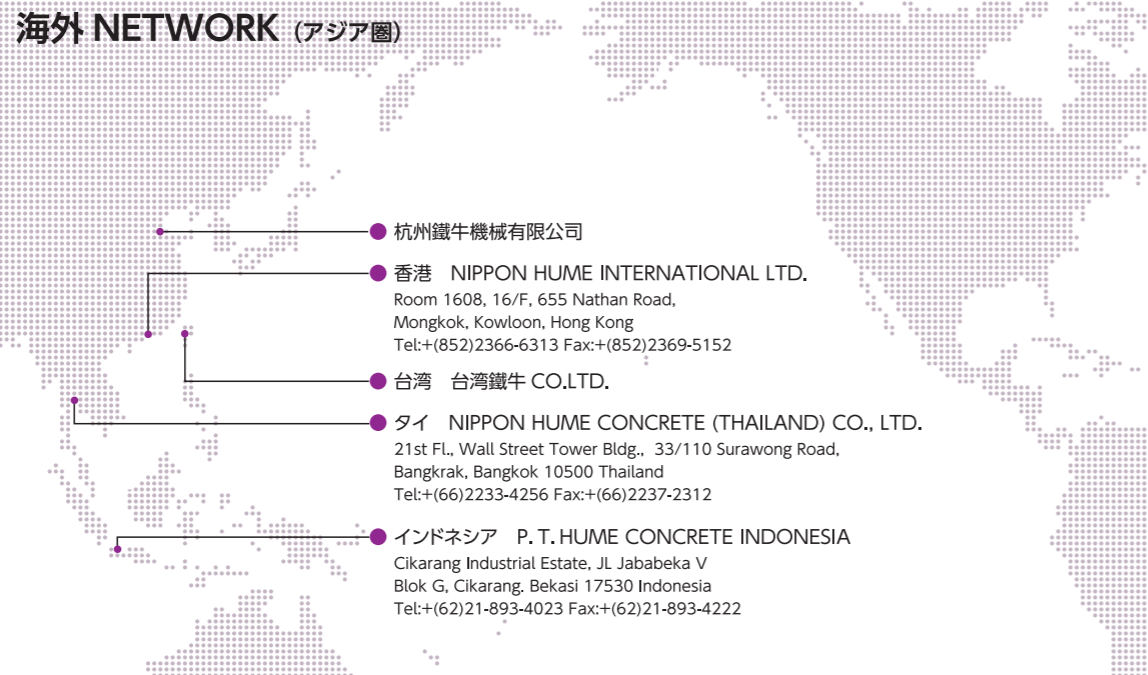 海外 NETWORK (アジア圏)
杭州鐵牛機械有限公司
香港　NIPPON HUME INTERNATIONAL LTD.
Room 1608, 16/F, 655 Nathan Road,
Mongkok, Kowloon, Hong Kong
Tel:+(852)2366-6313 Fax:+(852)2369-5152
台湾　台湾鐵牛 CO.LTD.
タイ　NIPPON HUME CONCRETE (THAILAND) CO., LTD.
21st Fl., Wall Street Tower Bldg., 33/110 Surawong Road,
Bangkrak, Bangkok 10500 Thailand
Tel:+(66)2233-4256 Fax:+(66)2237-2312
インドネシア　P. T. HUME CONCRETE INDONESIA
Cikarang Industrial Estate, JL Jababeka V
Blok G, Cikarang. Bekasi 17530 Indonesia
Tel:+(62)21-893-4023 Fax:+(62)21-893-4222